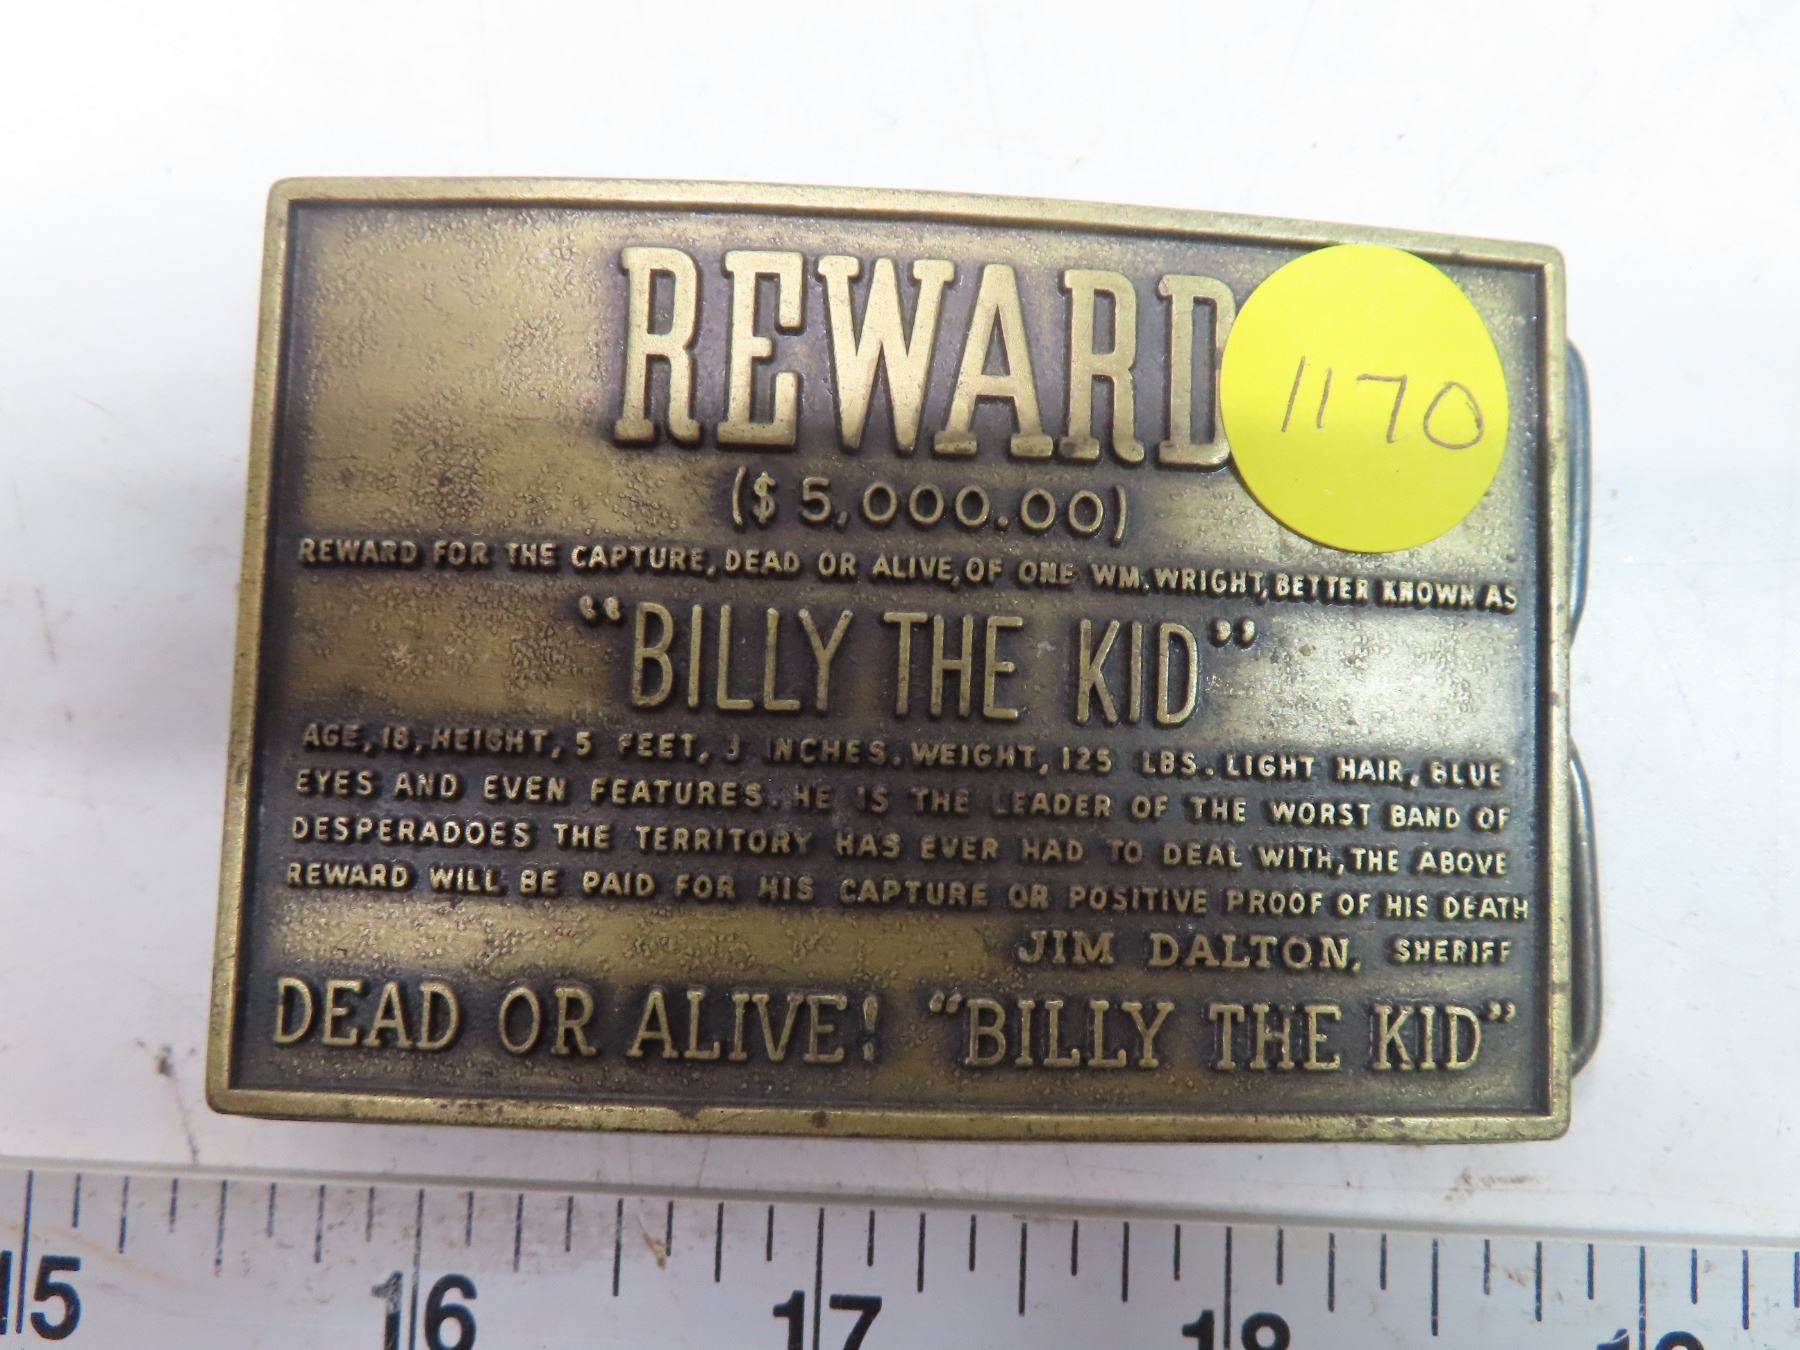 REWARD
1170
($ 5,000.00)
REWARD FOR THE CAPTURE, DEAD OR ALIVE, OF ONE WM. WRIGHT, BETTER KNOWN AS
"BILLY THE KID"
AGE, 18, HEIGHT, 5 FEET, 3 INCHES. WEIGHT, 125 LBS. LIGHT HAIR, BLUE
EYES AND EVEN FEATURES. HE IS THE LEADER OF THE WORST BAND OF
DESPERADOES THE TERRITORY HAS EVER HAD TO DEAL WITH, THE ABOVE
REWARD WILL BE PAID FOR HIS CAPTURE OR POSITIVE PROOF OF HIS DEATH
JIM DALTON, SHERIFF
DEAD OR ALIVE! "BILLY THE KID"
15 16 17 18 19